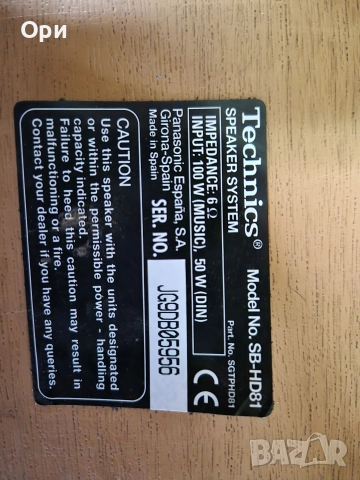 Ори
Technics®
Model No. SB-HD81
SPEAKER SYSTEM
Part. No. SGTPHD81
IMPEDANCE: 6 Ω
INPUT: 100 W (MUSIC), 50 W (DIN)
Panasonic España, S.A.
Girona-Spain
Made in Spain
SER. NO.
JG9DB05956
CE
CAUTION
Use this speaker with the units designated
or within the permissible power - handling
capacity indicated.
Failure to heed this caution may result in
malfunctioning or a fire.
Contact your dealer if you have any inquiries.
BAZAR
bg